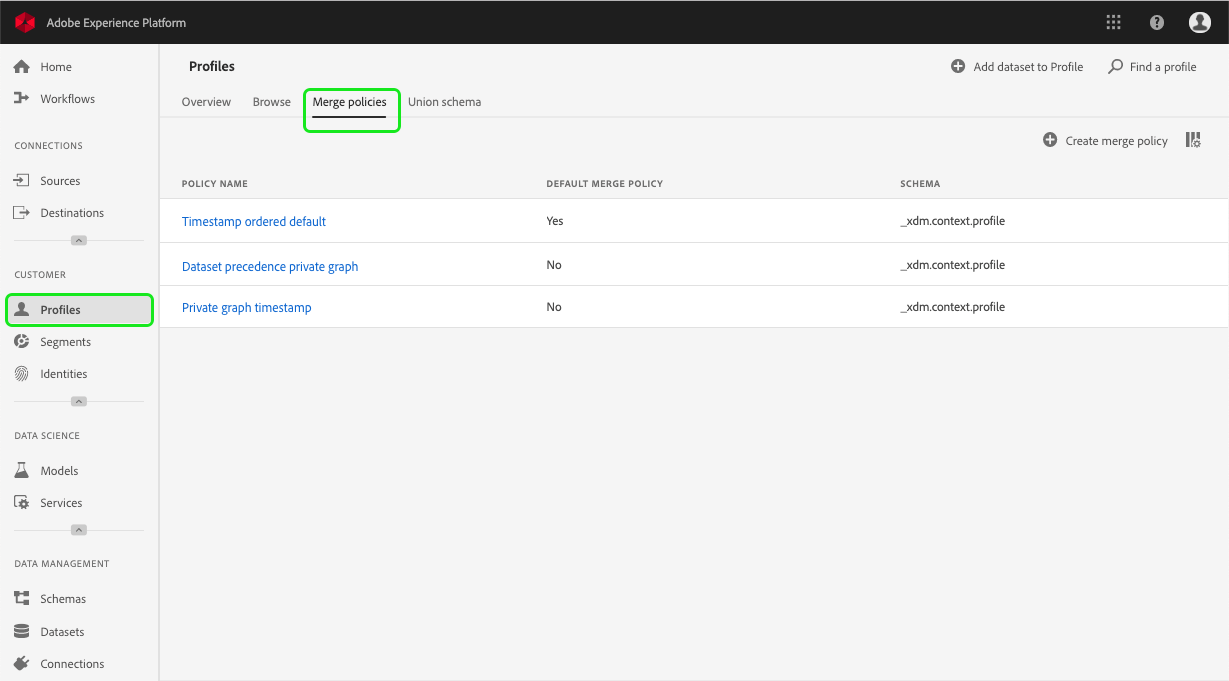 Adobe Experience Platform
?
Home
Workflows
CONNECTIONS
Sources
Destinations
CUSTOMER
Profiles
Segments
Identities
DATA SCIENCE
Models
Services
DATA MANAGEMENT
Schemas
Datasets
Connections
Profiles
Add dataset to Profile
Find a profile
Overview Browse Merge policies Union schema
Create merge policy
POLICY NAME DEFAULT MERGE POLICY SCHEMA
Timestamp ordered default Yes _xdm.context.profile
Dataset precedence private graph No _xdm.context.profile
Private graph timestamp No _xdm.context.profile